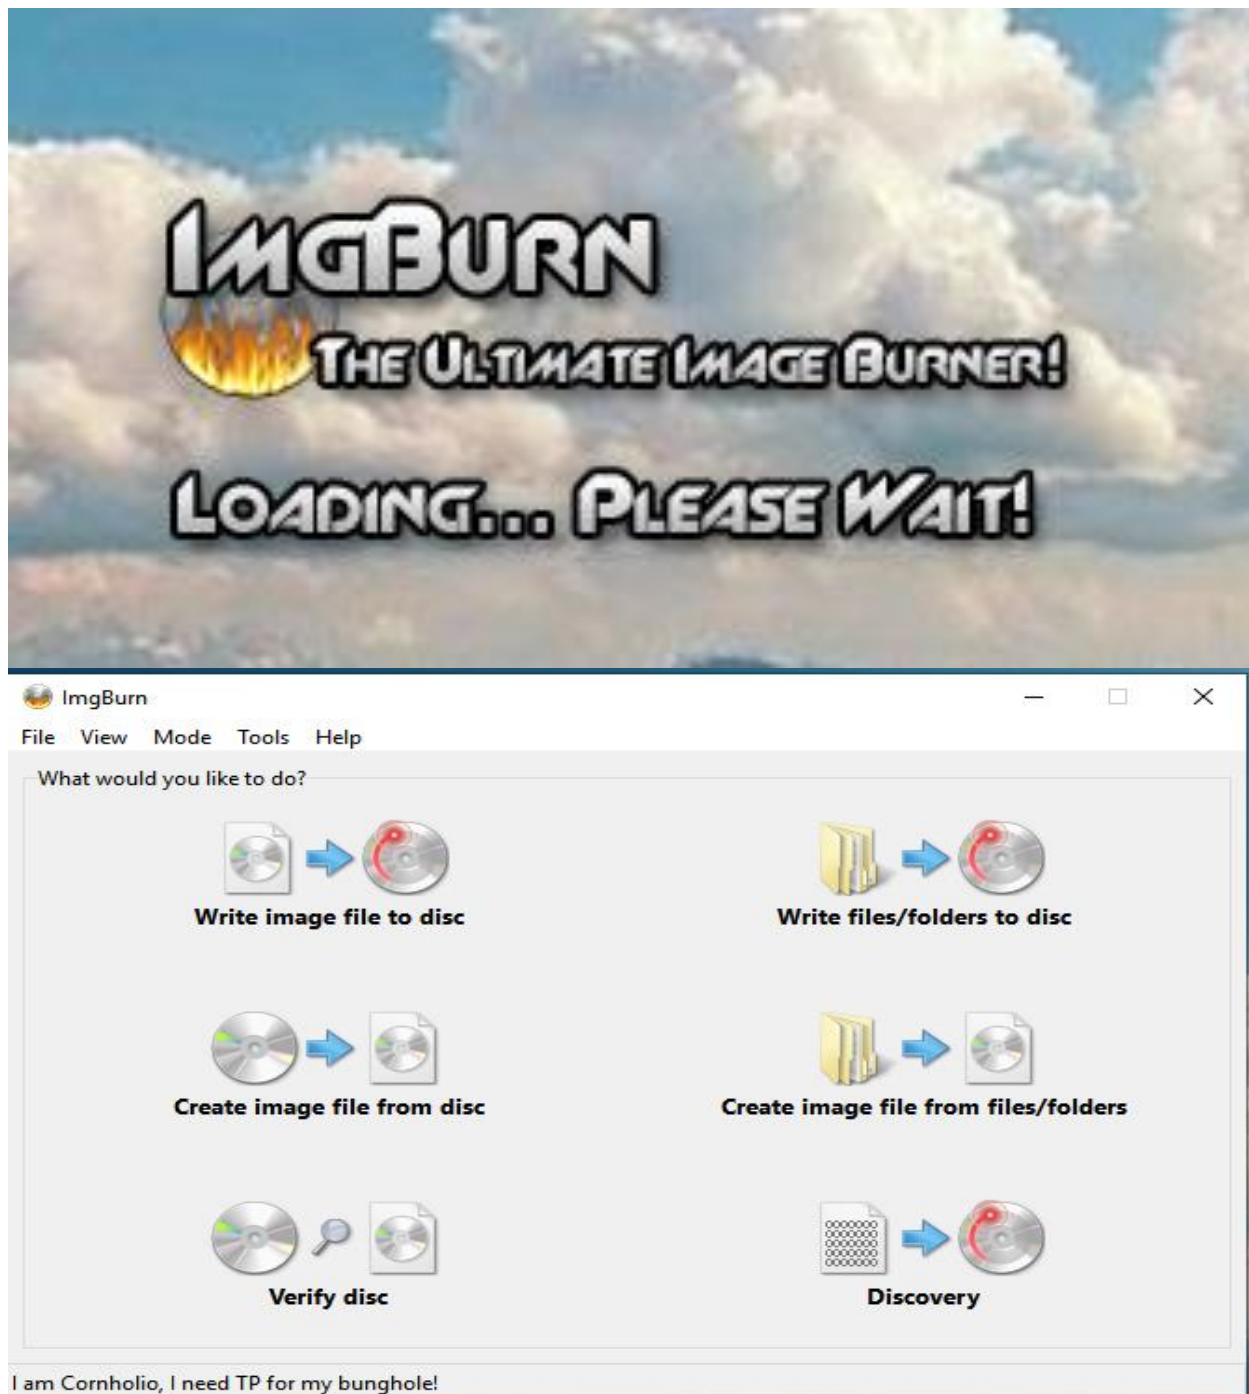 ImgBurn
The Ultimate Image Burner!
Loading... Please Wait!
ImgBurn
File View Mode Tools Help
What would you like to do?
Write image file to disc
Write files/folders to disc
Create image file from disc
Create image file from files/folders
Verify disc
Discovery
I am Cornholio, I need TP for my bunghole!